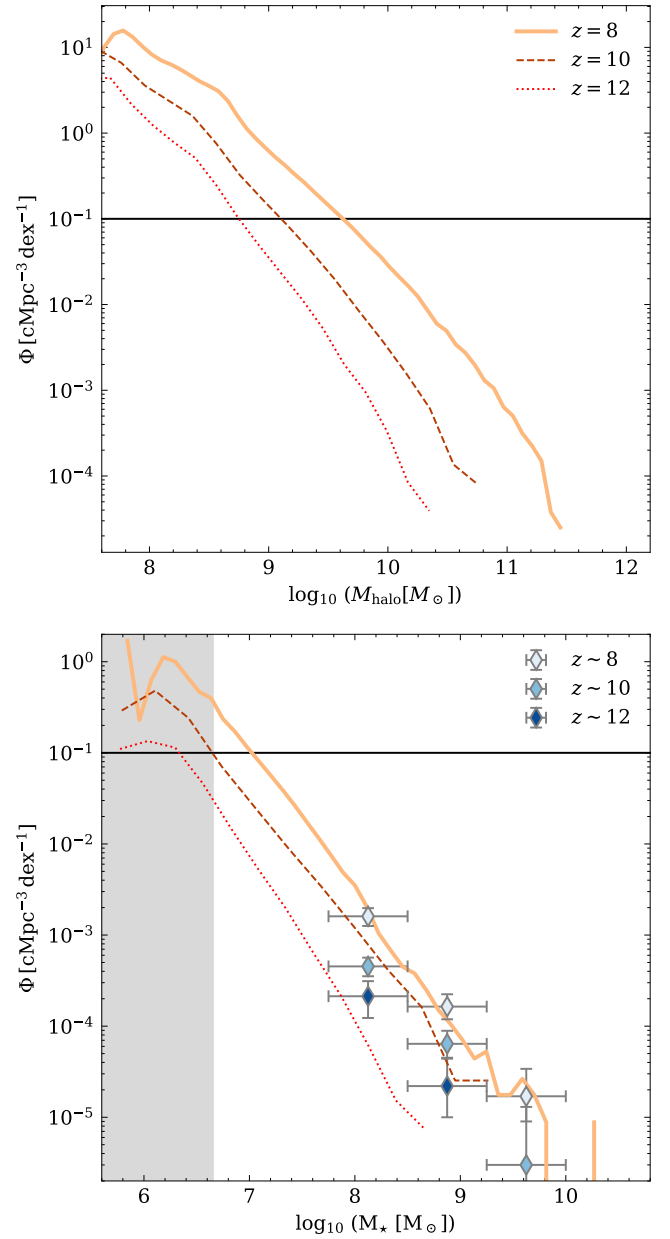 z = 8
z = 10
z = 12
10¹
10⁰
10⁻¹
10⁻²
10⁻³
10⁻⁴
Φ [cMpc⁻³ dex⁻¹]
8 9 10 11 12
log₁₀ (M_halo[M_⊙])
z ~ 8
z ~ 10
z ~ 12
10⁰
10⁻¹
10⁻²
10⁻³
10⁻⁴
10⁻⁵
Φ [cMpc⁻³ dex⁻¹]
6 7 8 9 10
log₁₀ (M_⋆ [M_⊙])